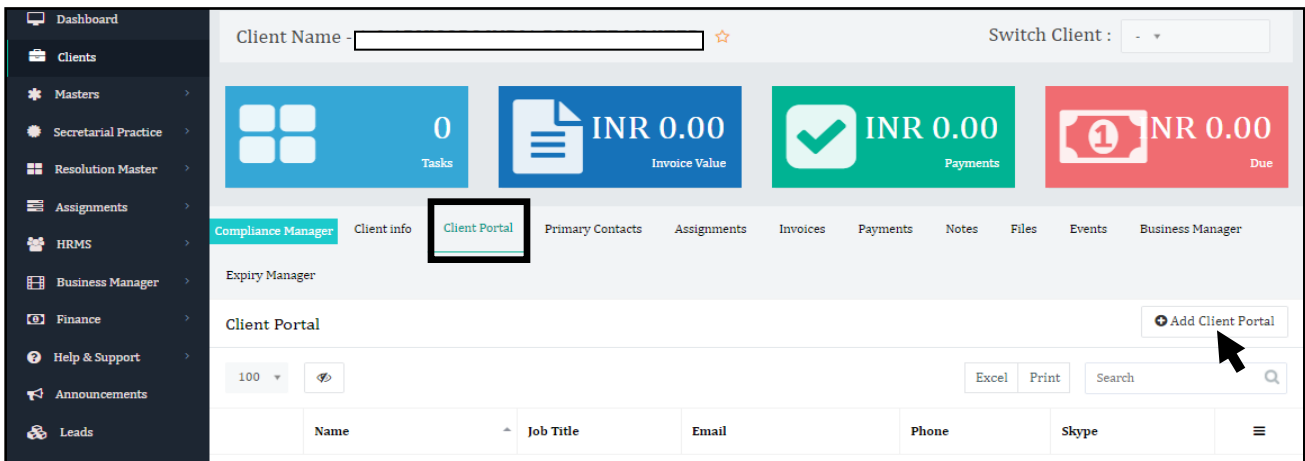 Dashboard
Clients
Masters
Secretarial Practice
Resolution Master
Assignments
HRMS
Business Manager
Finance
Help & Support
Announcements
Leads
Client Name -
Switch Client : -
0
Tasks
INR 0.00
Invoice Value
INR 0.00
Payments
INR 0.00
Due
Compliance Manager Client info Client Portal Primary Contacts Assignments Invoices Payments Notes Files Events Business Manager
Expiry Manager
Client Portal
Add Client Portal
100
Excel Print Search
Name Job Title Email Phone Skype